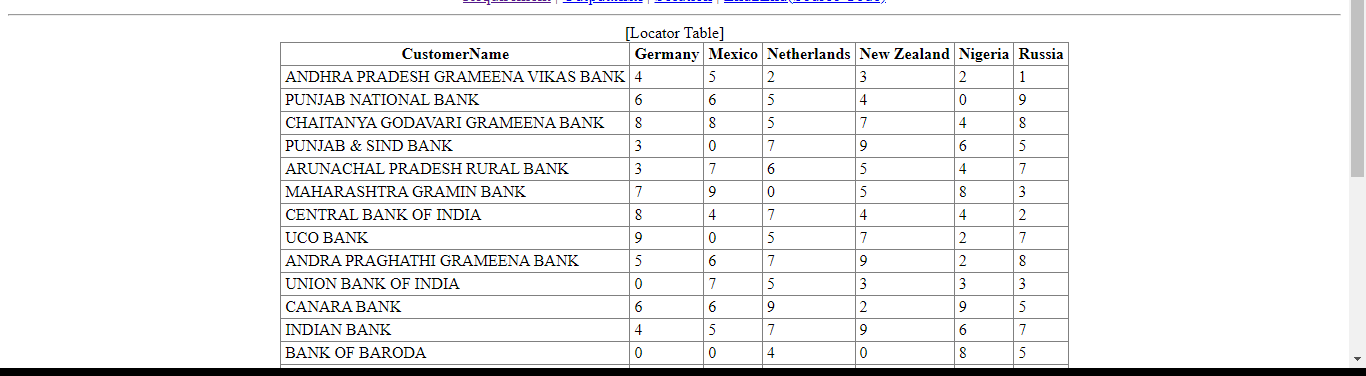 [Locator Table]
CustomerName Germany Mexico Netherlands New Zealand Nigeria Russia
ANDHRA PRADESH GRAMEENA VIKAS BANK 4 5 2 3 2 1
PUNJAB NATIONAL BANK 6 6 5 4 0 9
CHAITANYA GODAVARI GRAMEENA BANK 8 8 5 7 4 8
PUNJAB & SIND BANK 3 0 7 9 6 5
ARUNACHAL PRADESH RURAL BANK 3 7 6 5 4 7
MAHARASHTRA GRAMIN BANK 7 9 0 5 8 3
CENTRAL BANK OF INDIA 8 4 7 4 4 2
UCO BANK 9 0 5 7 2 7
ANDRA PRAGHATHI GRAMEENA BANK 5 6 7 9 2 8
UNION BANK OF INDIA 0 7 5 3 3 3
CANARA BANK 6 6 9 2 9 5
INDIAN BANK 4 5 7 9 6 7
BANK OF BARODA 0 0 4 0 8 5